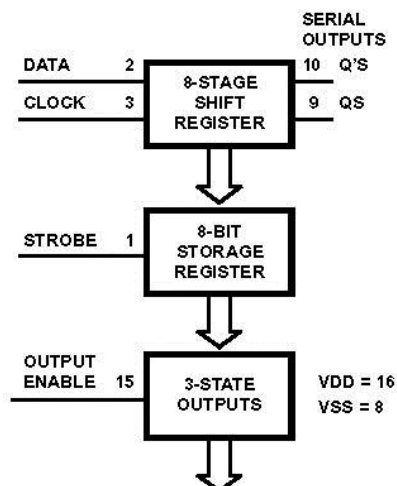 SERIAL
OUTPUTS
DATA 2
10 Q'S
CLOCK 3
9 QS
8-STAGE
SHIFT
REGISTER
STROBE 1
8-BIT
STORAGE
REGISTER
OUTPUT
ENABLE 15
3-STATE
OUTPUTS
VDD = 16
VSS = 8